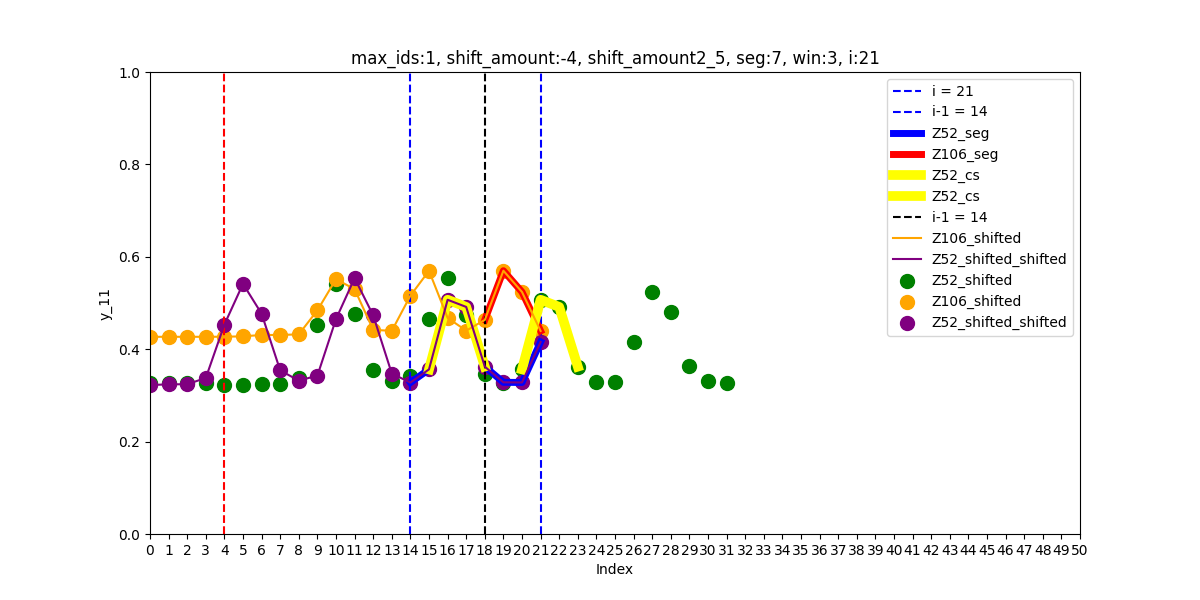 max_ids:1, shift_amount:-4, shift_amount2_5, seg:7, win:3, i:21
1.0
0.8
0.6
0.4
0.2
0.0
y_11
0 1 2 3 4 5 6 7 8 9 10 11 12 13 14 15 16 17 18 19 20 21 22 23 24 25 26 27 28 29 30 31 32 33 34 35 36 37 38 39 40 41 42 43 44 45 46 47 48 49 50
Index
i = 21
i-1 = 14
Z52_seg
Z106_seg
Z52_cs
Z52_cs
i-1 = 14
Z106_shifted
Z52_shifted_shifted
Z52_shifted
Z106_shifted
Z52_shifted_shifted